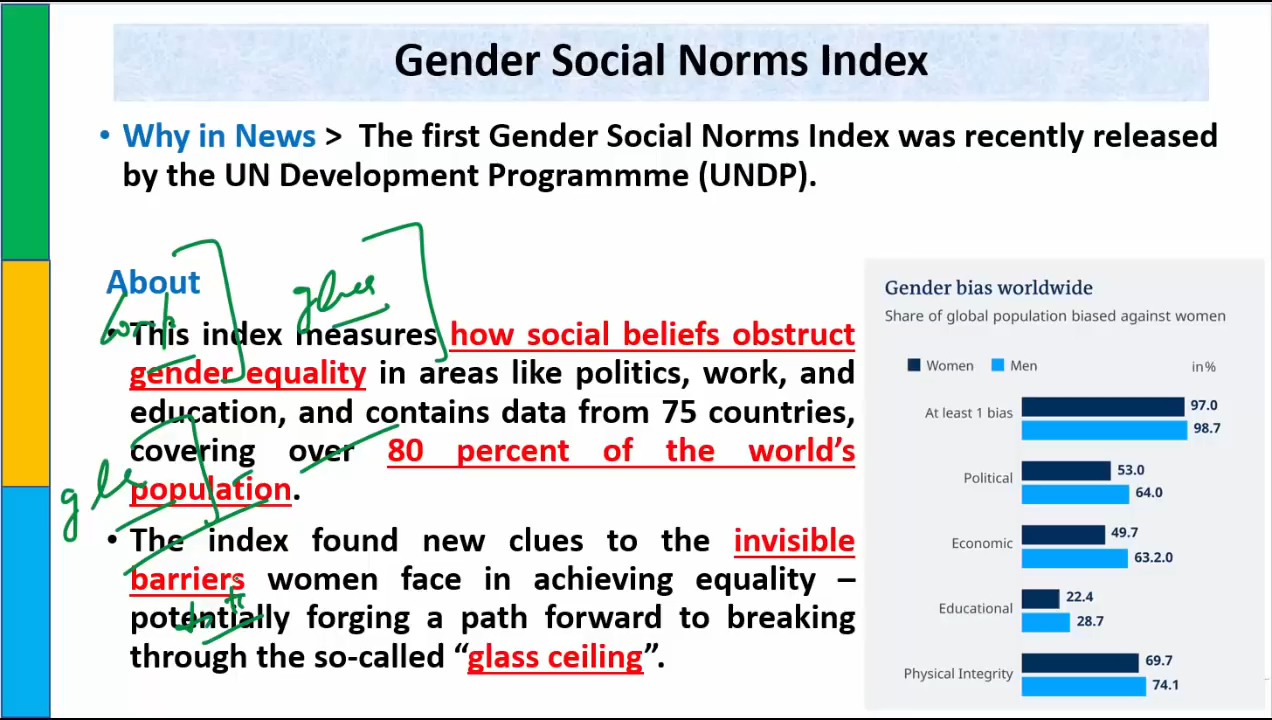 Gender Social Norms Index
• Why in News > The first Gender Social Norms Index was recently released
by the UN Development Programmme (UNDP).
About
• This index measures how social beliefs obstruct
gender equality in areas like politics, work, and
education, and contains data from 75 countries,
covering over 80 percent of the world's
population.
• The index found new clues to the invisible
barriers women face in achieving equality –
potentially forging a path forward to breaking
through the so-called “glass ceiling”.
work
Gender bias worldwide
Share of global population biased against women
Women Men in%
At least 1 bias 97.0
98.7
Political 53.0
64.0
Economic 49.7
63.2.0
Educational 22.4
28.7
Physical Integrity 69.7
74.1